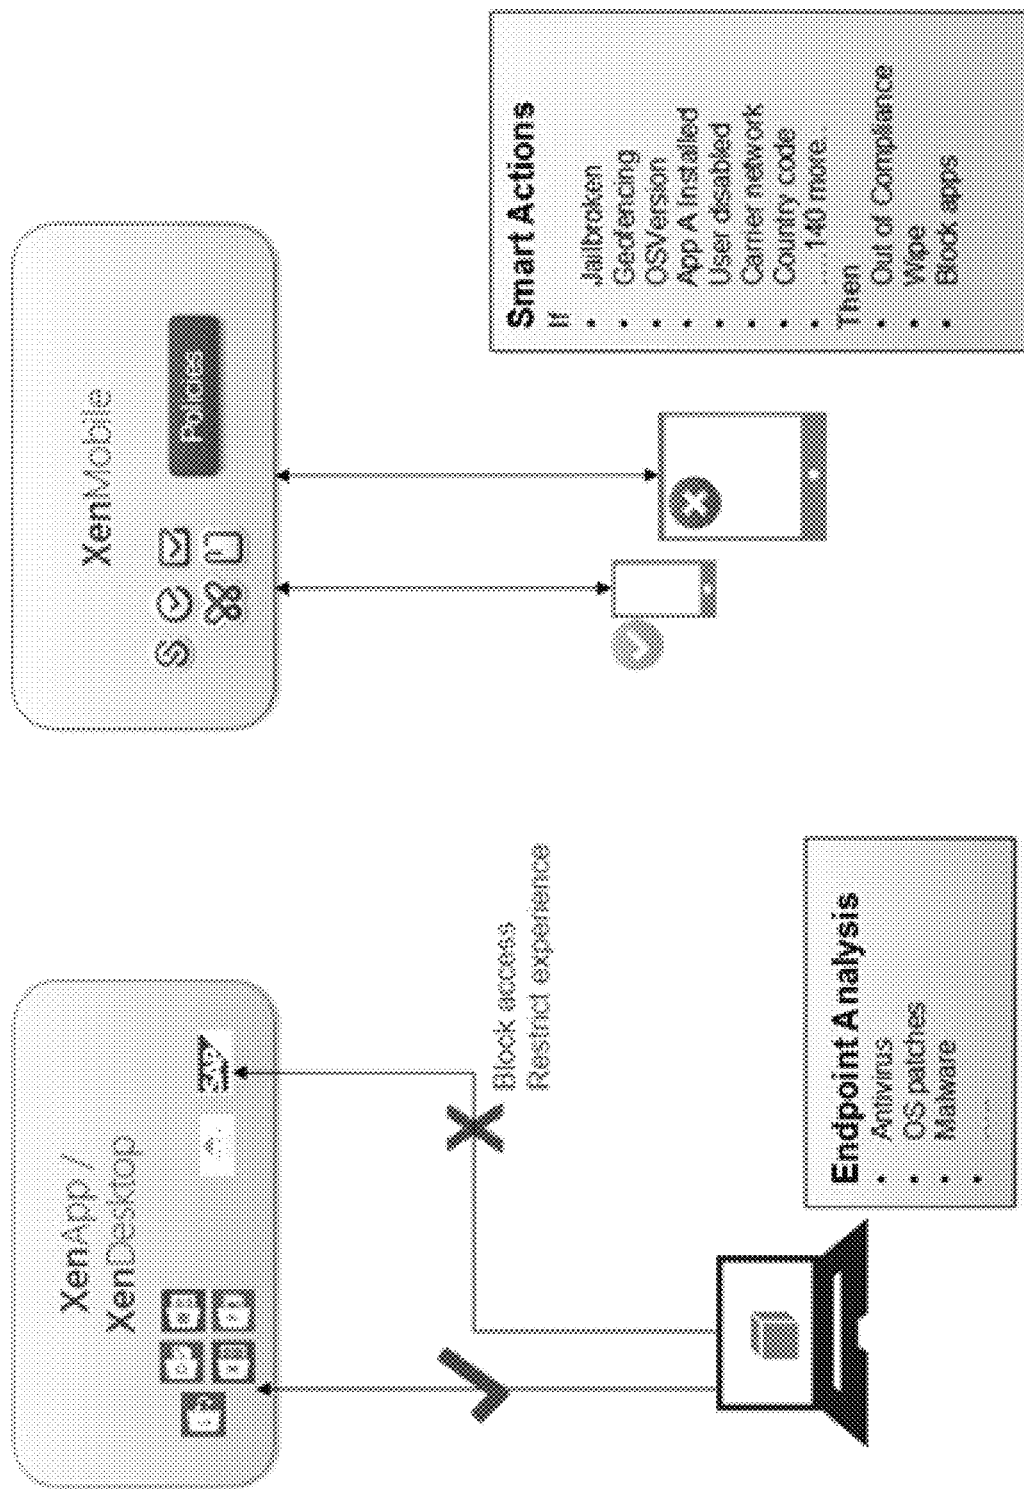 XenApp /
XenDesktop
SAP
Block access
Restrict experience
Endpoint Analysis
• Antivirus
• OS patches
• Malware
• ......
XenMobile
Policies
Smart Actions
If
• Jailbroken
• Geofencing
• OSVersion
• App A Installed
• User disabled
• Carrier network
• Country code
• ....140 more..
Then
• Out of Compliance
• Wipe
• Block apps